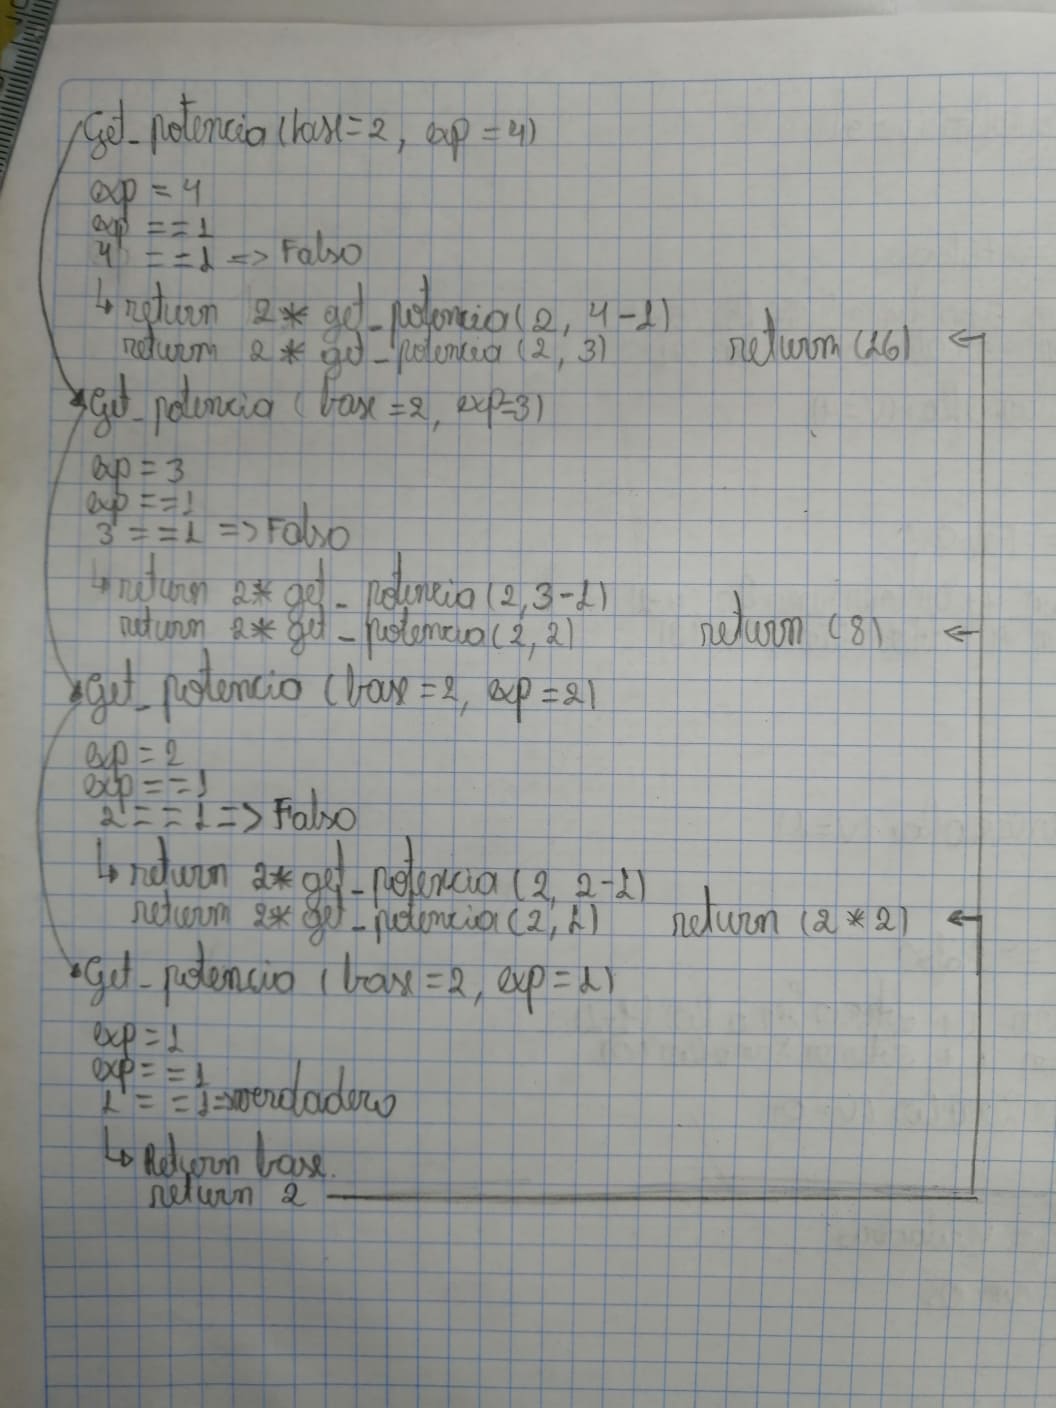 Get_potencia (base=2, exp=4)
exp = 4
exp ==1
4 ==1 => Falso
↳ return 2* get_potencia(2, 4-1)
return 2* get_potencia (2, 3) return (16) ←
Get_potencia (base=2, exp=3)
exp = 3
exp ==1
3 ==1 => Falso
↳ return 2* get_potencia(2,3-1)
return 2* get_potencia(2,2) return (8) ←
Get_potencia (base=2, exp=2)
exp = 2
exp ==1
2 ==1 => Falso
↳ return 2* get_potencia(2, 2-1)
return 2* get_potencia(2, 1) return (2*2) ←
Get_potencia (base=2, exp=1)
exp = 1
exp ==1
1 ==1 => verdadero
↳ Return base.
return 2